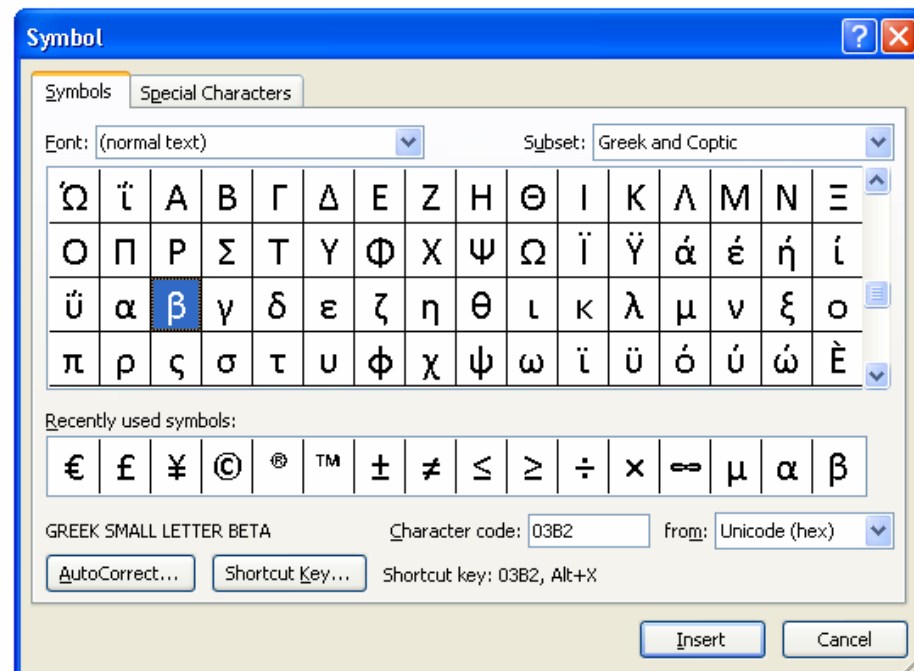 Symbol
Symbols Special Characters
Font: (normal text) Subset: Greek and Coptic
Ώ ΐ Α Β Γ Δ Ε Ζ Η Θ Ι Κ Λ Μ Ν Ξ
Ο Π Ρ Σ Τ Υ Φ Χ Ψ Ω Ϊ Ϋ ά έ ή ί
ΰ α β γ δ ε ζ η θ ι κ λ μ ν ξ ο
π ρ ς σ τ υ φ χ ψ ω ϊ ϋ ό ύ ώ Ѐ
Recently used symbols:
€ £ ¥ © ® ™ ± ≠ ≤ ≥ ÷ × ∞ µ α β
GREEK SMALL LETTER BETA Character code: 03B2 from: Unicode (hex)
AutoCorrect... Shortcut Key... Shortcut key: 03B2, Alt+X
Insert Cancel